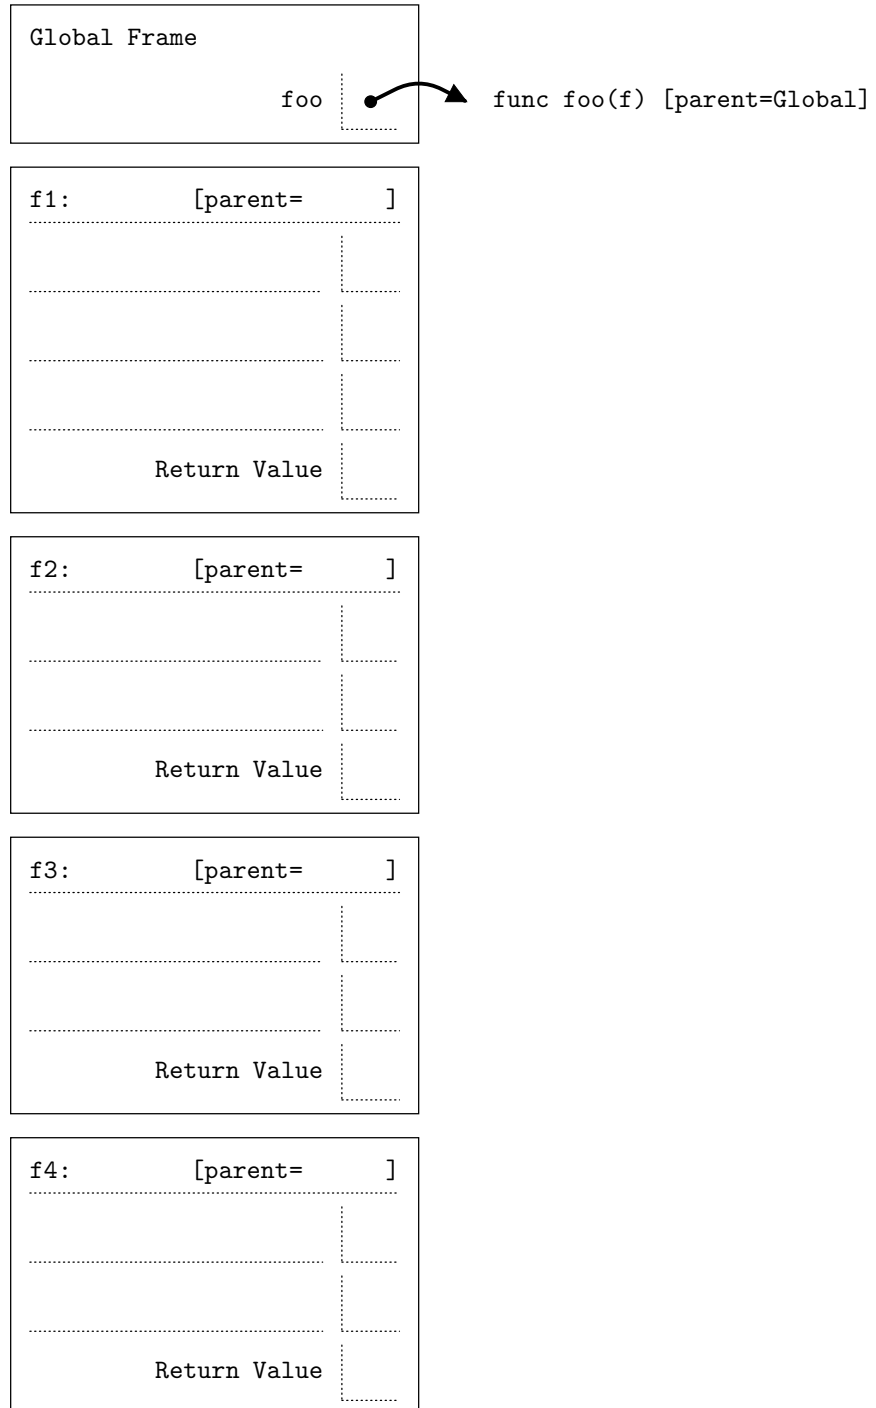 Global Frame
foo func foo(f) [parent=Global]
f1: [parent= ]
Return Value
f2: [parent= ]
Return Value
f3: [parent= ]
Return Value
f4: [parent= ]
Return Value